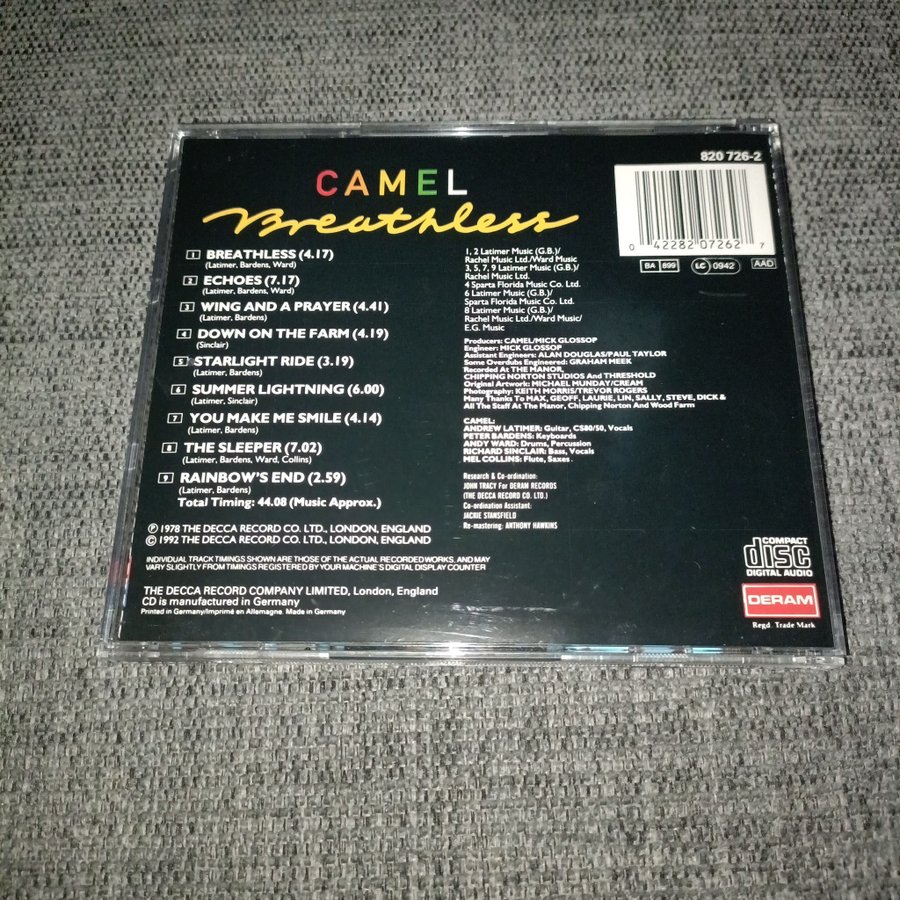 820 726-2
CAMEL
Breathless
0 42282 07262 7
BA 899 LC 0942 AAD
1 BREATHLESS (4.17)
(Latimer, Bardens, Ward)
2 ECHOES (7.17)
(Latimer, Bardens, Ward)
3 WING AND A PRAYER (4.41)
(Latimer, Bardens)
4 DOWN ON THE FARM (4.19)
(Sinclair)
5 STARLIGHT RIDE (3.19)
(Latimer, Bardens)
6 SUMMER LIGHTNING (6.00)
(Latimer, Sinclair)
7 YOU MAKE ME SMILE (4.14)
(Latimer, Bardens)
8 THE SLEEPER (7.02)
(Latimer, Bardens, Ward, Collins)
9 RAINBOW'S END (2.59)
(Latimer, Bardens)
Total Timing: 44.08 (Music Approx.)
1, 2 Latimer Music (G.B.)/
Rachel Music Ltd./Ward Music
3, 5, 7, 9 Latimer Music (G.B.)/
Rachel Music Ltd.
4 Sparta Florida Music Co. Ltd.
6 Latimer Music (G.B.)/
Sparta Florida Music Co. Ltd.
8 Latimer Music (G.B.)/
Rachel Music Ltd./Ward Music/
E.G. Music
Producers: CAMEL/MICK GLOSSOP
Engineer: MICK GLOSSOP
Assistant Engineers: ALAN DOUGLAS/PAUL TAYLOR
Some Overdubs Engineered: GRAHAM MEEK
Recorded At THE MANOR,
CHIPPING NORTON STUDIOS And THRESHOLD
Original Artwork: MICHAEL MUNDAY/CREAM
Photography: KEITH MORRIS/TREVOR ROGERS
Many Thanks To MAX, GEOFF, LAURIE, LIN, SALLY, STEVE, DICK &
All The Staff At The Manor, Chipping Norton And Wood Farm
CAMEL:
ANDREW LATIMER: Guitar, CS80/50, Vocals
PETER BARDENS: Keyboards
ANDY WARD: Drums, Percussion
RICHARD SINCLAIR: Bass, Vocals
MEL COLLINS: Flute, Saxes
Research & Co-ordination:
JOHN TRACY For DERAM RECORDS
(THE DECCA RECORD CO. LTD.)
Co-ordination Assistant:
JACKIE STANSFIELD
Re-mastering: ANTHONY HAWKINS
℗ 1978 THE DECCA RECORD CO. LTD., LONDON, ENGLAND
© 1992 THE DECCA RECORD CO. LTD., LONDON, ENGLAND
INDIVIDUAL TRACK TIMINGS SHOWN ARE THOSE OF THE ACTUAL RECORDED WORKS, AND MAY
VARY SLIGHTLY FROM TIMINGS REGISTERED BY YOUR MACHINE'S DIGITAL DISPLAY COUNTER
THE DECCA RECORD COMPANY LIMITED, London, England
CD is manufactured in Germany
Printed in Germany/Imprimé en Allemagne. Made in Germany
COMPACT
disc
DIGITAL AUDIO
DERAM
Regd. Trade Mark